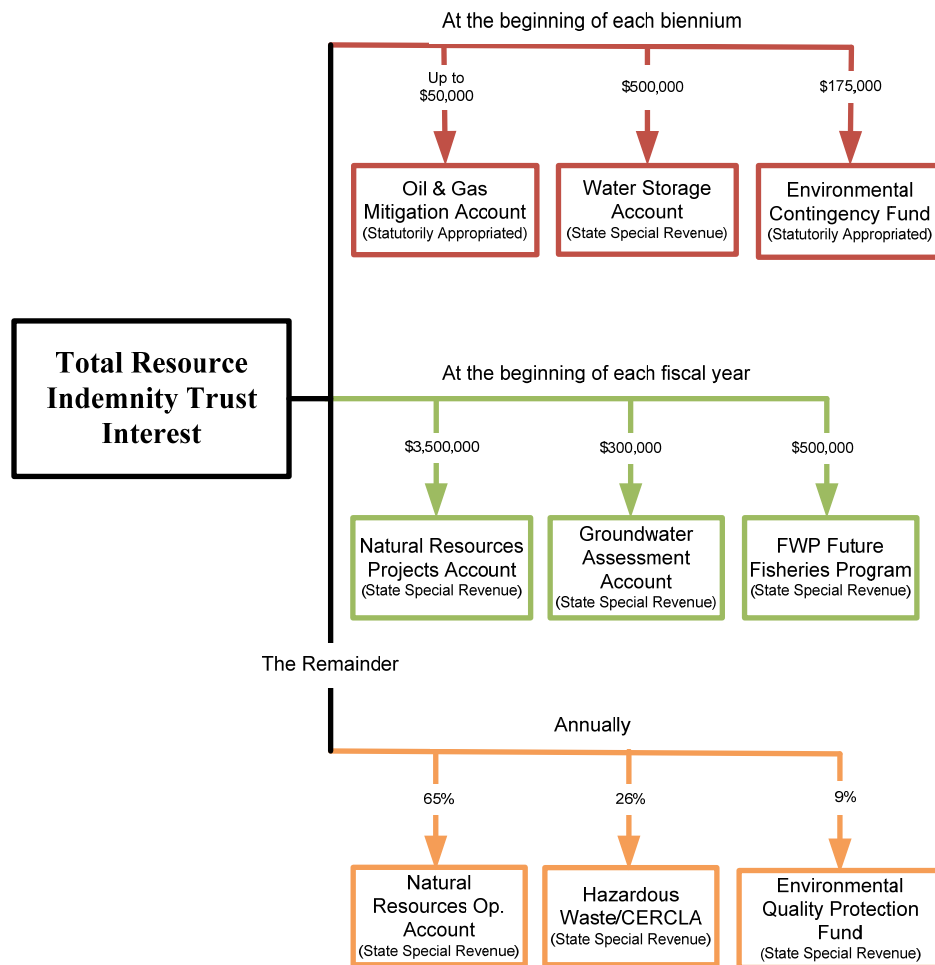 At the beginning of each biennium
Up to
$50,000
$500,000
$175,000
Oil & Gas
Mitigation Account
(Statutorily Appropriated)
Water Storage
Account
(State Special Revenue)
Environmental
Contingency Fund
(Statutorily Appropriated)
Total Resource
Indemnity Trust
Interest
At the beginning of each fiscal year
$3,500,000
$300,000
$500,000
Natural Resources
Projects Account
(State Special Revenue)
Groundwater
Assessment
Account
(State Special Revenue)
FWP Future
Fisheries Program
(State Special Revenue)
The Remainder
Annually
65%
26%
9%
Natural
Resources Op.
Account
(State Special Revenue)
Hazardous
Waste/CERCLA
(State Special Revenue)
Environmental
Quality Protection
Fund
(State Special Revenue)